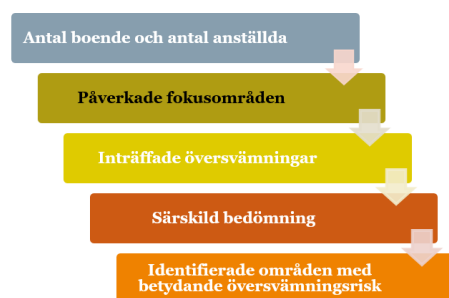 Antal boende och antal anställda
Påverkade fokusområden
Inträffade översvämningar
Särskild bedömning
Identifierade områden med
betydande översvämningsrisk